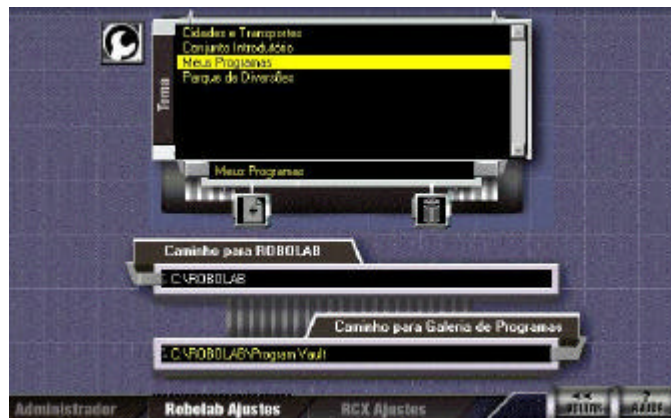 Cidades e Transportes
Conjunto Introdutório
Meus Programas
Parque de Diversões
Tema
Meus Programas
Caminho para ROBOLAB
C:\ROBOLAB
Caminho para Galeria de Programas
C:\ROBOLAB\Program Vault
Administrador Robolab Ajustes RCX Ajustes